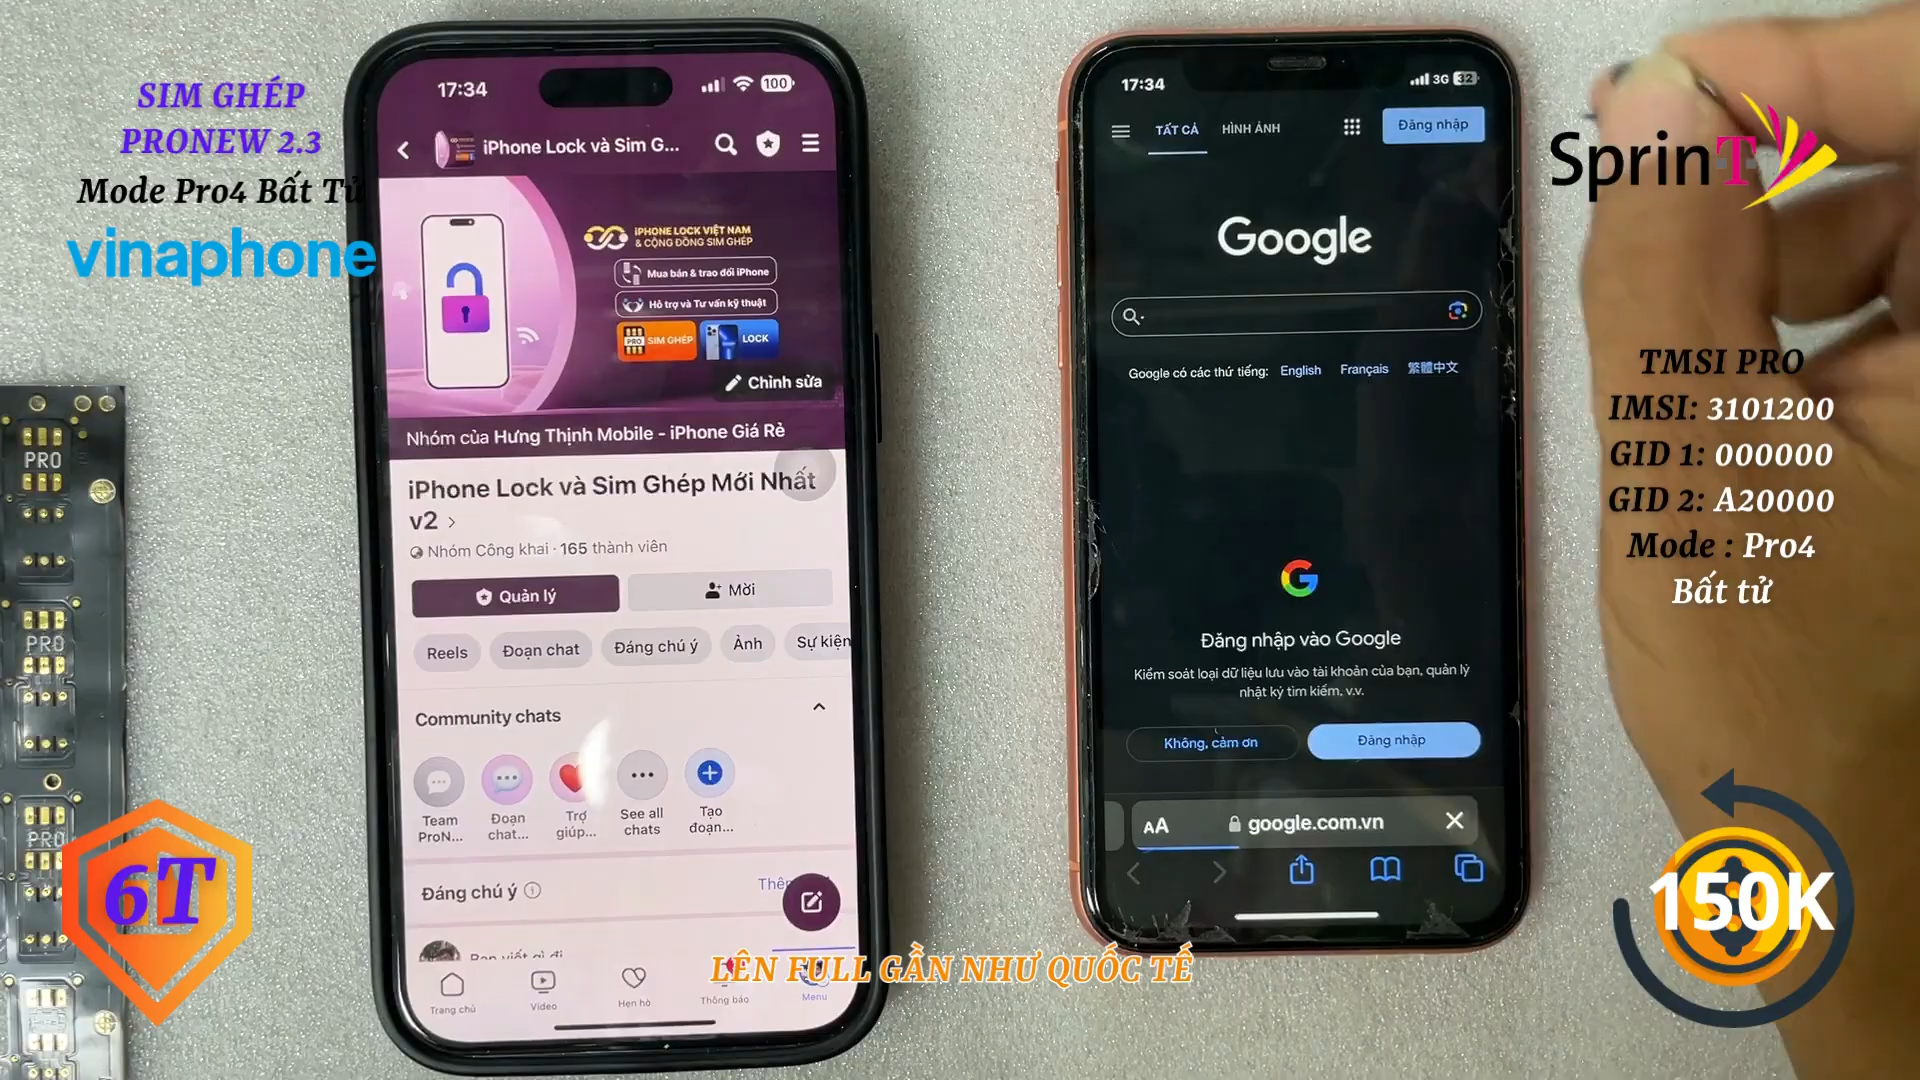 SIM GHÉP
PRONEW 2.3
Mode Pro4 Bất Tử
vinaphone
PRO
PRO
PRO
6T
17:34
100
iPhone Lock và Sim G...
IPHONE LOCK VIỆT NAM
& CỘNG ĐỒNG SIM GHÉP
Mua bán & trao đổi iPhone
Hỗ trợ và Tư vấn kỹ thuật
PRO SIM GHÉP
LOCK
Chỉnh sửa
Nhóm của Hưng Thịnh Mobile - iPhone Giá Rẻ
iPhone Lock và Sim Ghép Mới Nhất
v2 >
Nhóm Công khai · 165 thành viên
Quản lý
Mời
Reels
Đoạn chat
Đáng chú ý
Ảnh
Sự kiện
Community chats
Team
ProN...
Đoạn
chat...
Trợ
giúp...
See all
chats
Tạo
đoạn...
Đáng chú ý
Trang chủ
Video
Hẹn hò
Thông báo
Menu
LÊN FULL GẦN NHƯ QUỐC TẾ
17:34
3G
32
TẤT CẢ
HÌNH ẢNH
Đăng nhập
Google
Google có các thứ tiếng: English Français 繁體中文
Đăng nhập vào Google
Kiểm soát loại dữ liệu lưu vào tài khoản của bạn, quản lý
nhật ký tìm kiếm, v.v.
Không, cảm ơn
Đăng nhập
AA
google.com.vn
SprinT
TMSI PRO
IMSI: 3101200
GID 1: 000000
GID 2: A20000
Mode : Pro4
Bất tử
150K